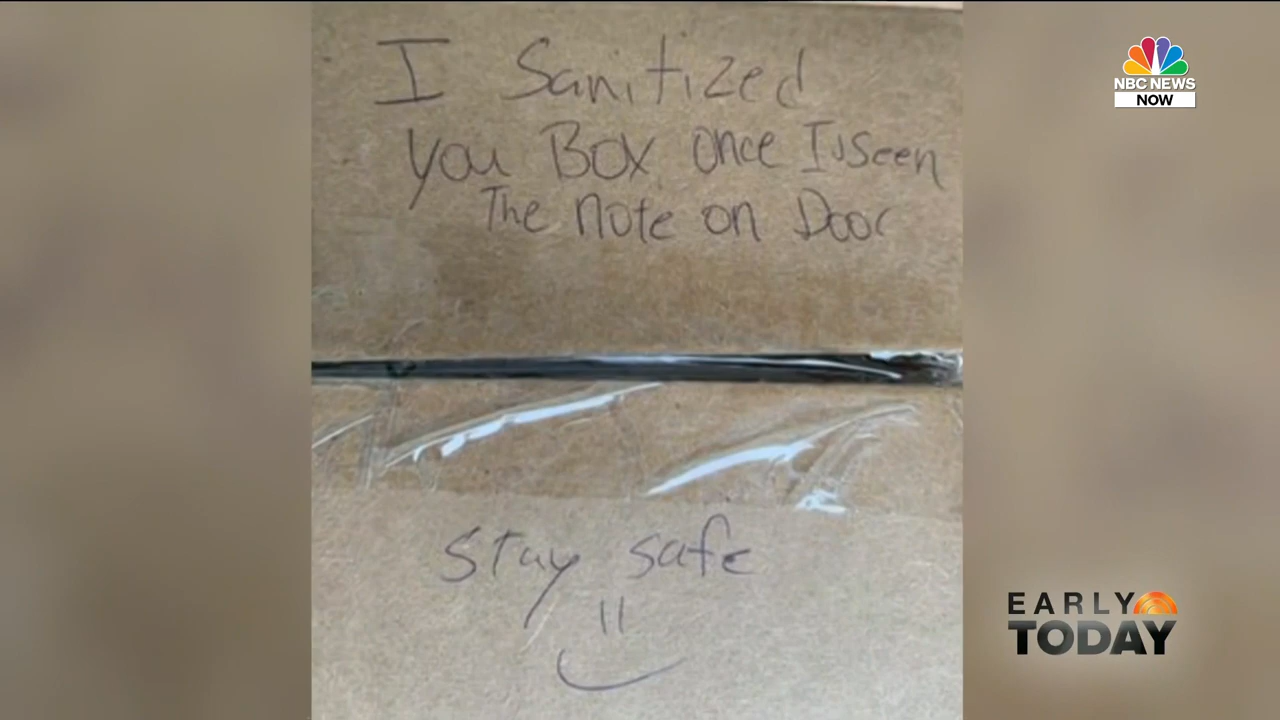 I Sanitized
you Box once I seen
The note on Door
stay safe
NBC NEWS
NOW
EARLY
TODAY